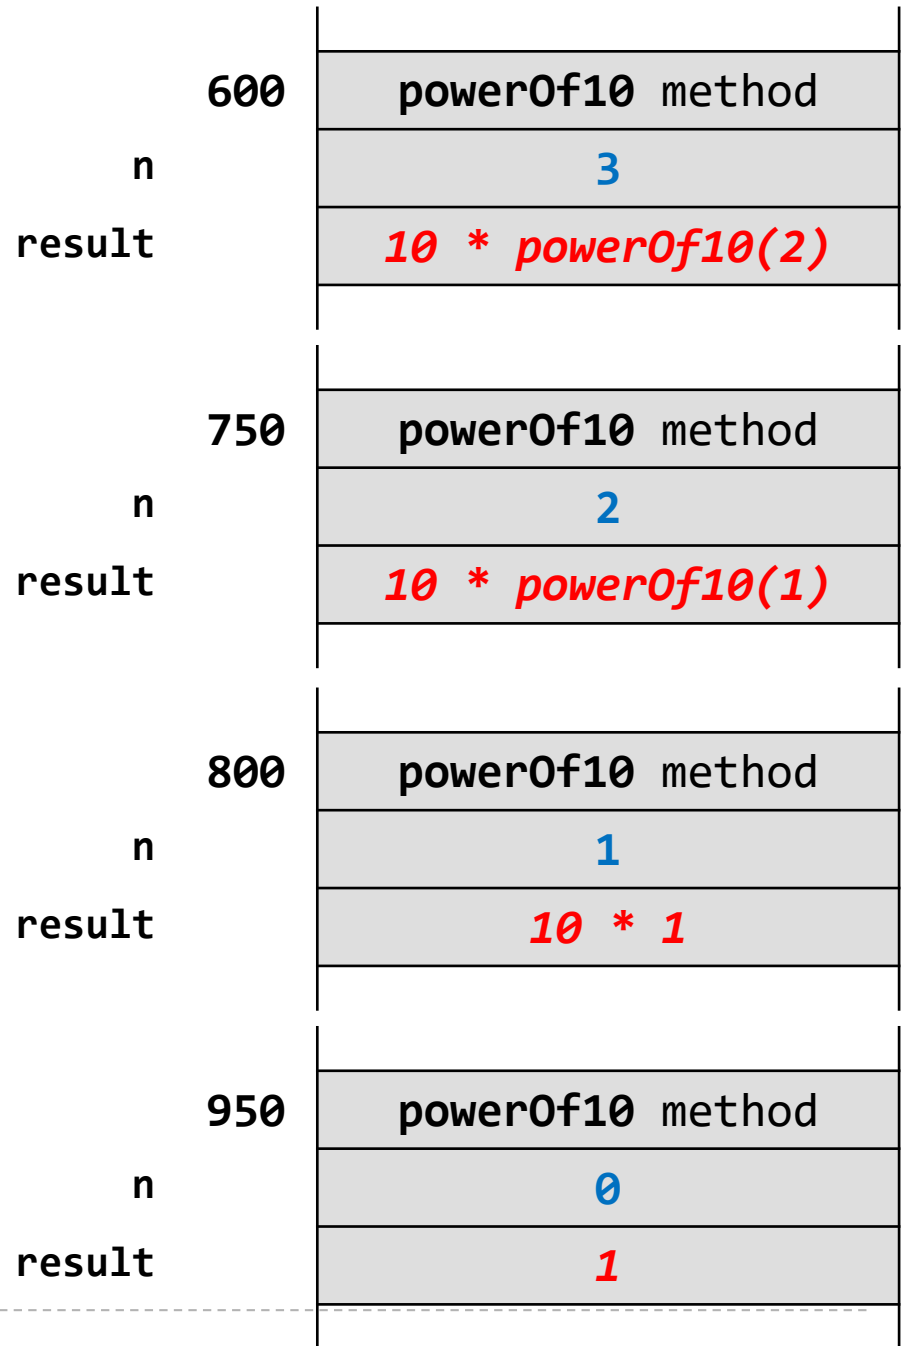 600 powerOf10 method
n 3
result 10 * powerOf10(2)
750 powerOf10 method
n 2
result 10 * powerOf10(1)
800 powerOf10 method
n 1
result 10 * 1
950 powerOf10 method
n 0
result 1